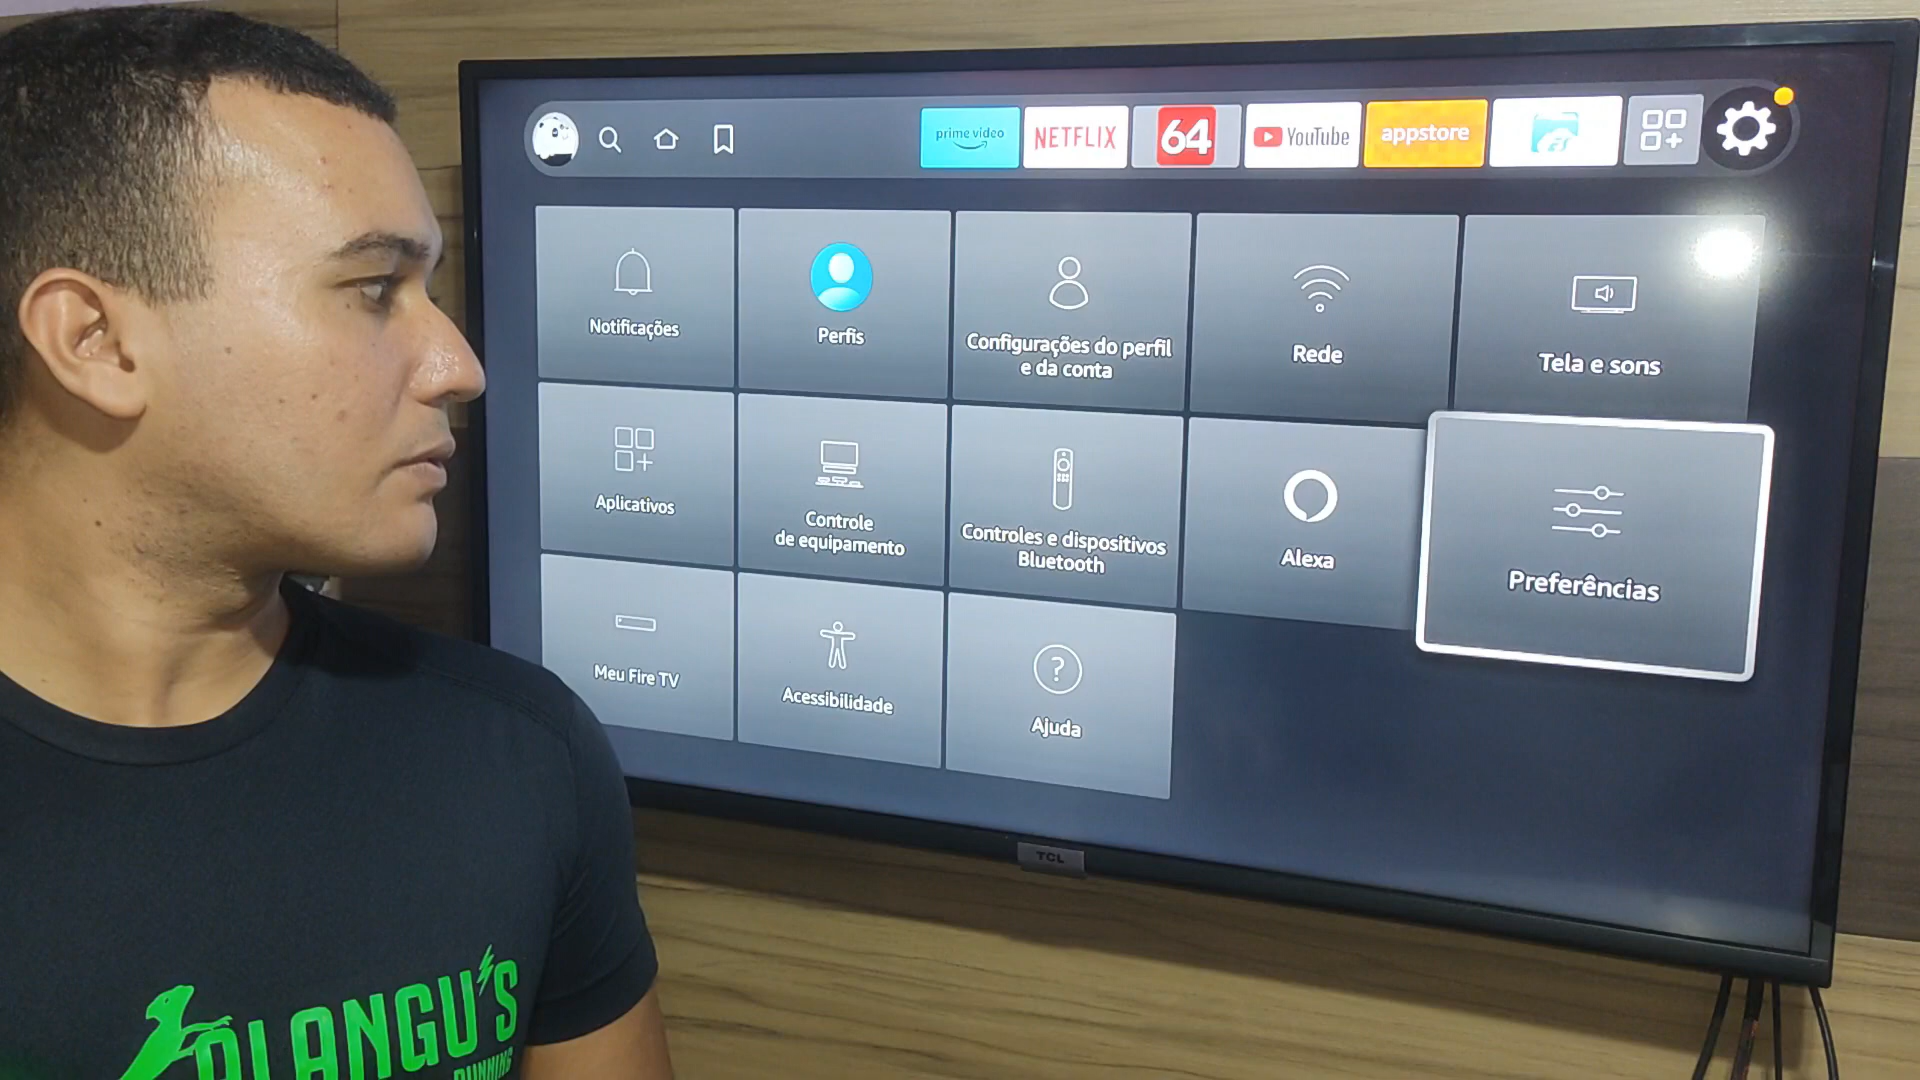 prime video
NETFLIX
64
YouTube
appstore
Notificações
Perfis
Configurações do perfil
e da conta
Rede
Tela e sons
Aplicativos
Controle
de equipamento
Controles e dispositivos
Bluetooth
Alexa
Preferências
Meu Fire TV
Acessibilidade
?
Ajuda
TCL
ALANGU'S
RUNNING